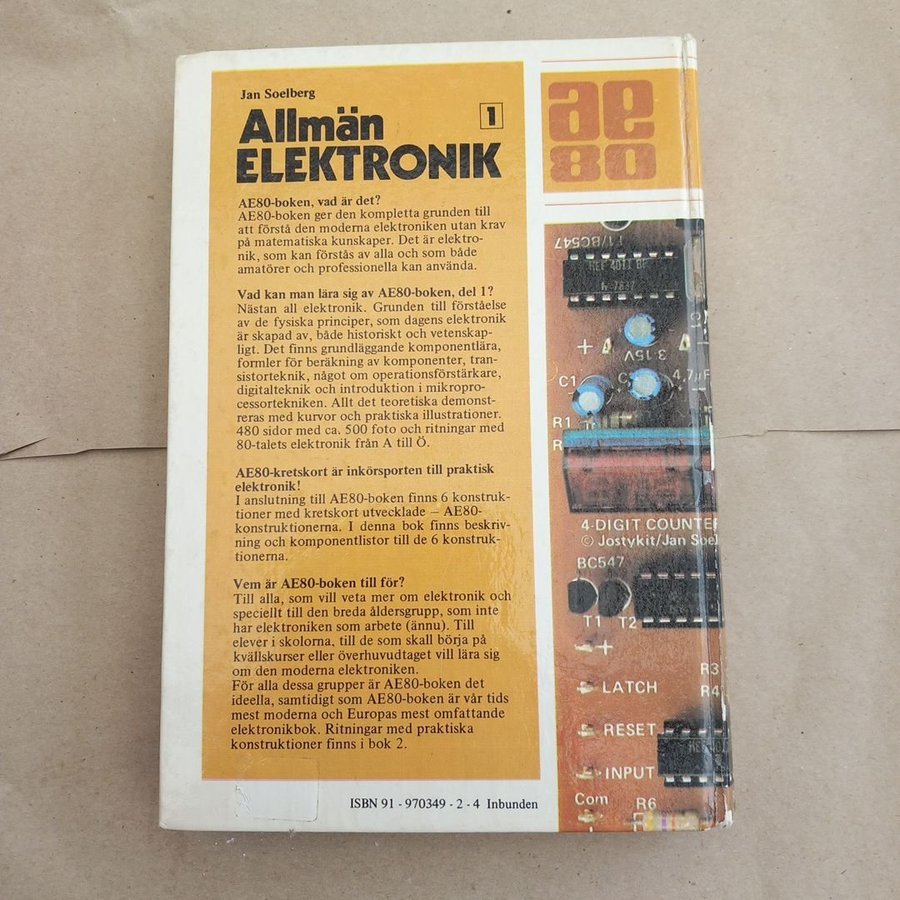 Jan Soelberg
Allmän
1
ELEKTRONIK
AE80-boken, vad är det?
AE80-boken ger den kompletta grunden till
att förstå den moderna elektroniken utan krav
på matematiska kunskaper. Det är elektro-
nik, som kan förstås av alla och som både
amatörer och professionella kan använda.
Vad kan man lära sig av AE80-boken, del 1?
Nästan all elektronik. Grunden till förståelse
av de fysiska principer, som dagens elektronik
är skapad av, både historiskt och vetenskap-
ligt. Det finns grundläggande komponentlära,
formler för beräkning av komponenter, tran-
sistorteknik, något om operationsförstärkare,
digitalteknik och introduktion i mikropro-
cessortekniken. Allt det teoretiska demonst-
reras med kurvor och praktiska illustrationer.
480 sidor med ca. 500 foto och ritningar med
80-talets elektronik från A till Ö.
AE80-kretskort är inkörsporten till praktisk
elektronik!
I anslutning till AE80-boken finns 6 konstruk-
tioner med kretskort utvecklade – AE80-
konstruktionerna. I denna bok finns beskriv-
ning och komponentlistor till de 6 konstruk-
tionerna.
Vem är AE80-boken till för?
Till alla, som vill veta mer om elektronik och
speciellt till den breda åldersgrupp, som inte
har elektroniken som arbete (ännu). Till
elever i skolorna, till de som skall börja på
kvällskurser eller överhuvudtaget vill lära sig
om den moderna elektroniken.
För alla dessa grupper är AE80-boken det
ideella, samtidigt som AE80-boken är vår tids
mest moderna och Europas mest omfattande
elektronikbok. Ritningar med praktiska
konstruktioner finns i bok 2.
ISBN 91 - 970349 - 2 - 4 Inbunden
ae
80
T1/BC547
HEF 4011 BP
+
3.15V
C1
4,7µF
R1
4-DIGIT COUNTER
© Jostykit/Jan Soel
BC547
T1 T2
+
R3
LATCH
R4
RESET
INPUT
Com
R6